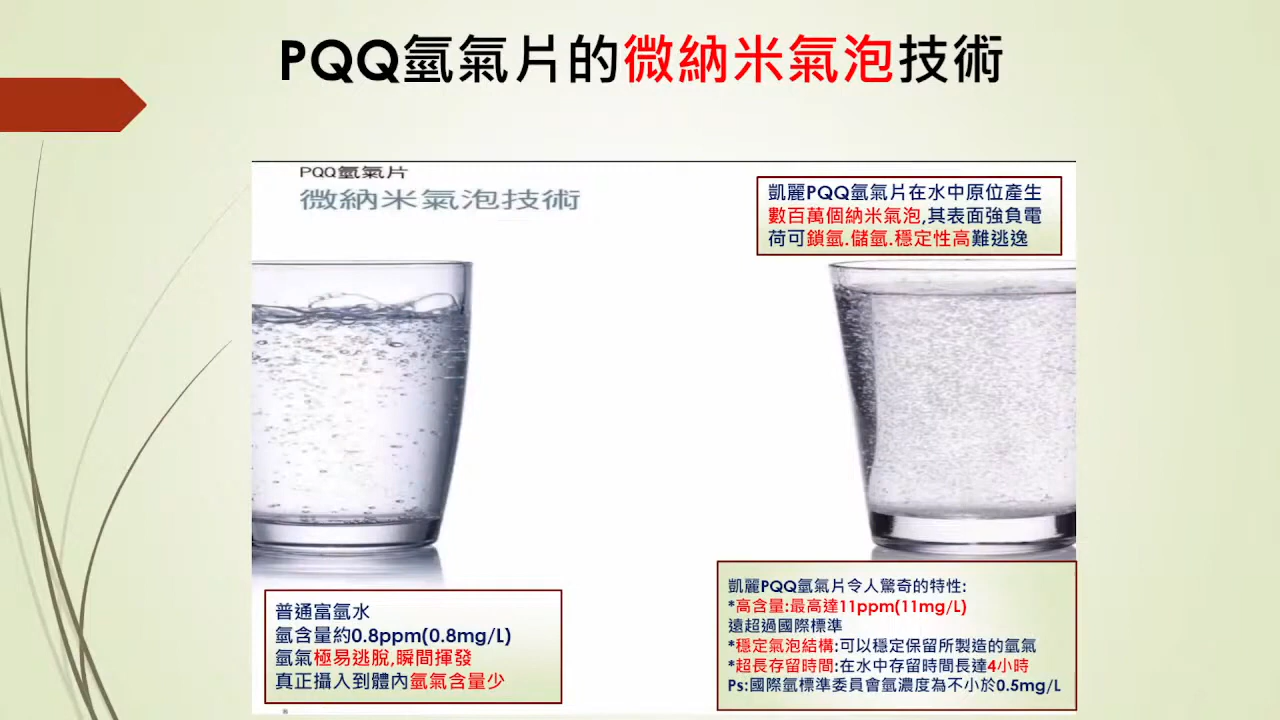 PQQ氫氣片的微納米氣泡技術
PQQ氫氣片
微納米氣泡技術
凱麗PQQ氫氣片在水中原位產生
數百萬個納米氣泡,其表面強負電
荷可鎖氫.儲氫.穩定性高難逃逸
普通富氫水
氫含量約0.8ppm(0.8mg/L)
氫氣極易逃脫,瞬間揮發
真正攝入到體內氫氣含量少
凱麗PQQ氫氣片令人驚奇的特性:
*高含量:最高達11ppm(11mg/L)
遠超過國際標準
*穩定氣泡結構:可以穩定保留所製造的氫氣
*超長存留時間:在水中存留時間長達4小時
Ps:國際氫標準委員會氫濃度為不小於0.5mg/L